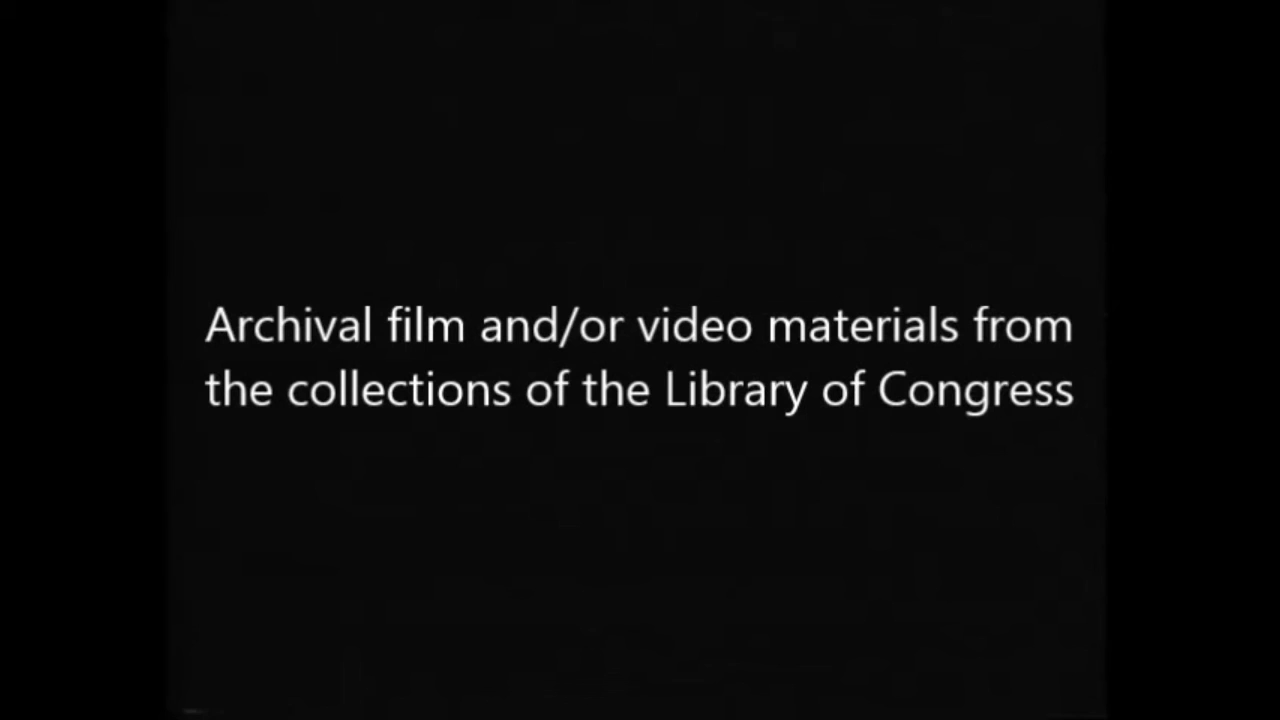 Archival film and/or video materials from
the collections of the Library of Congress